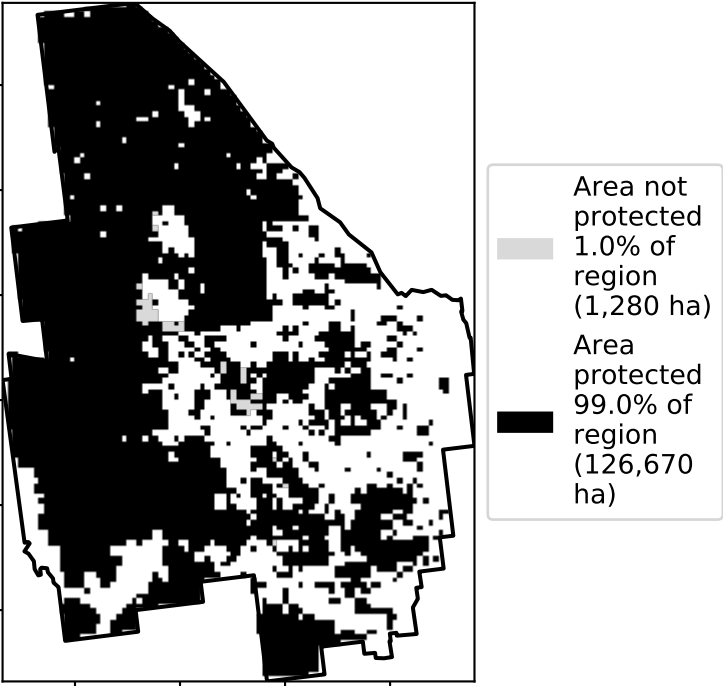 Area not
protected
1.0% of
region
(1,280 ha)
Area
protected
99.0% of
region
(126,670
ha)